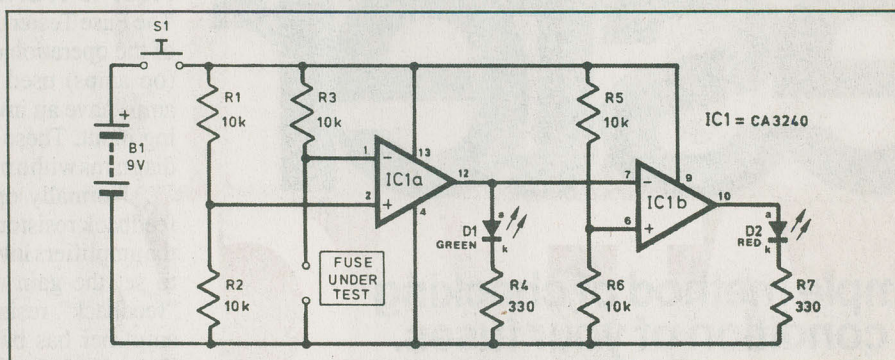 S1
B1
9V
R1
10k
R2
10k
R3
10k
FUSE
UNDER
TEST
1
2
−
+
IC1a
13
4
12
D1
GREEN
a
k
R4
330
R5
10k
R6
10k
7
6
−
+
IC1b
9
10
IC1 = CA3240
D2
RED
a
k
R7
330